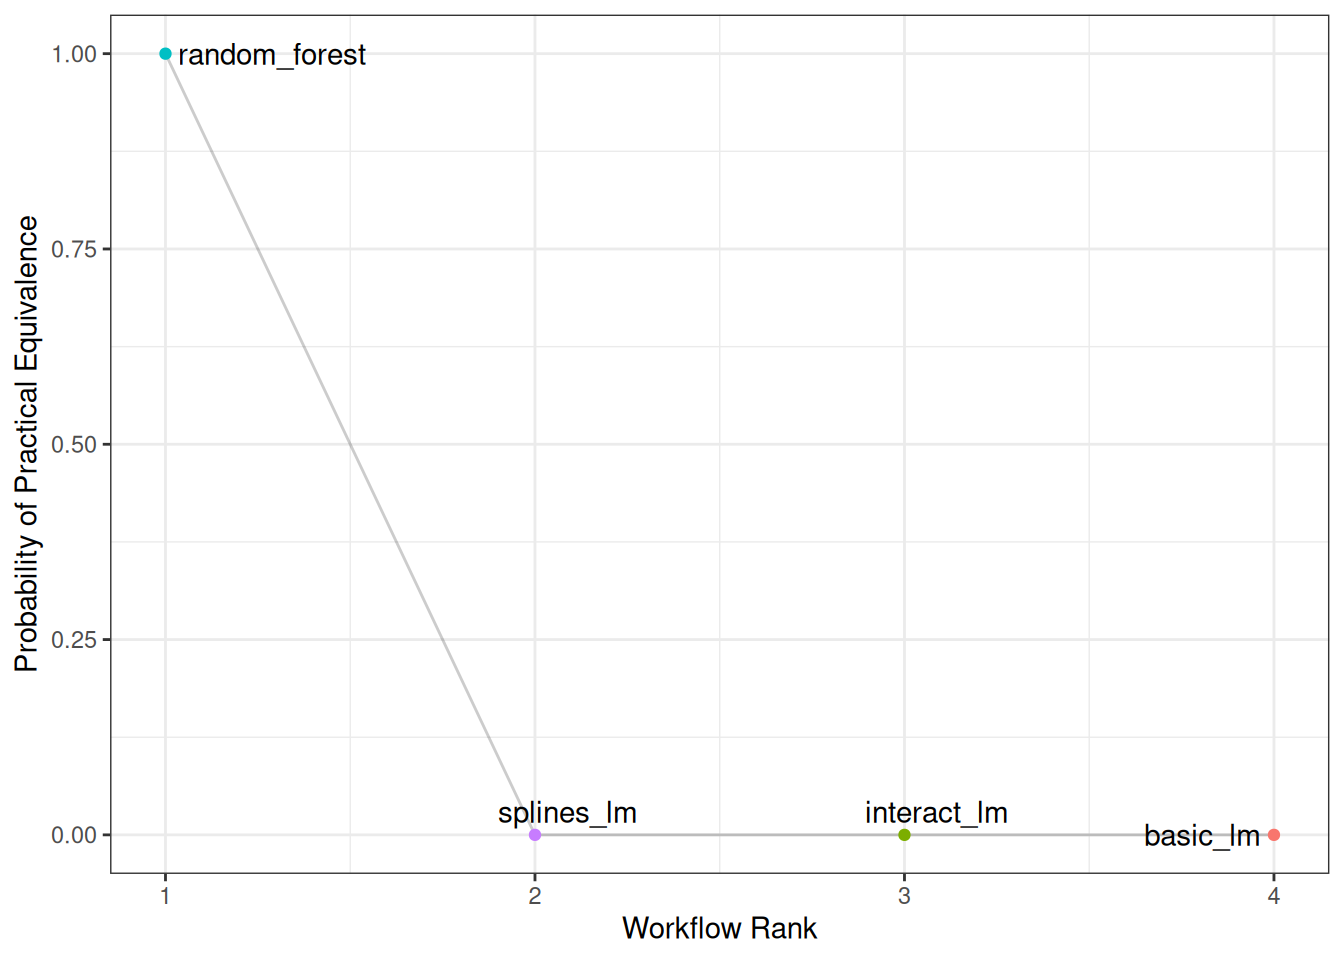 Probability of Practical Equivalence
1.00
0.75
0.50
0.25
0.00
random_forest
splines_lm
interact_lm
basic_lm
1 2 3 4
Workflow Rank